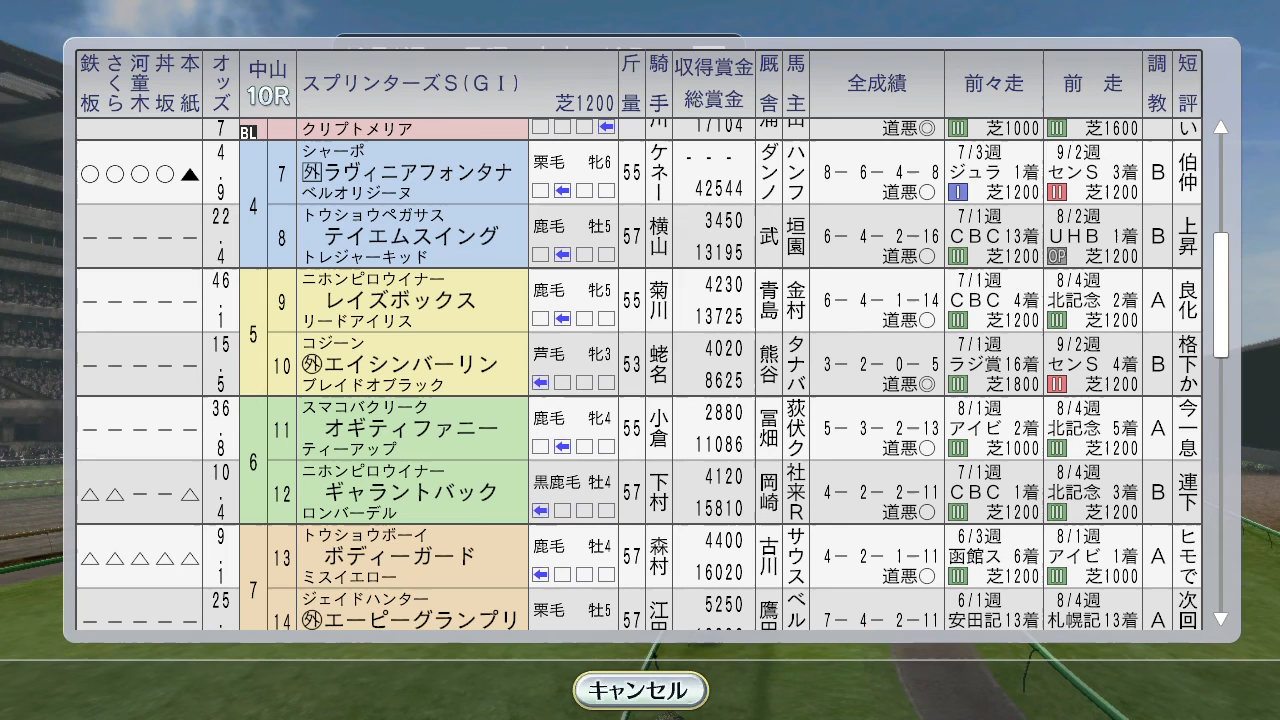 鉄板 さくら 河童木 丼坂 本紙 オッズ 中山 10R スプリンターズS(GⅠ) 芝1200 斤量 騎手 収得賞金 総賞金 厩舎 馬主 全成績 前々走 前 走 調教 短評
7 BL クリプトメリア 17104 道悪◎ Ⅲ 芝1000 Ⅲ 芝1600 い
○ ○ ○ ○ ▲ 4.9 4 7 シャーポ 外ラヴィニアフォンタナ ベルオリジーヌ 栗毛 牝6 55 ケネー - - - 42544 ダンノ ハンフ 8- 6- 4- 8 道悪○ 7/3週 ジュラ 1着 Ⅰ 芝1200 9/2週 センS 3着 Ⅱ 芝1200 B 伯仲
- - - - - 22.4 8 トウショウペガサス テイエムスイング トレジャーキッド 鹿毛 牡5 57 横山 3450 13195 武 垣園 6- 4- 2-16 道悪○ 7/1週 CBC 13着 Ⅲ 芝1200 8/2週 UHB 1着 OP 芝1200 B 上昇
- - - - - 46.1 5 9 ニホンピロウイナー レイズボックス リードアイリス 鹿毛 牝5 55 菊川 4230 13725 青島 金村 6- 4- 1-14 道悪○ 7/1週 CBC 4着 Ⅲ 芝1200 8/4週 北記念 2着 Ⅲ 芝1200 A 良化
- - - - - 15.5 10 コジーン 外エイシンバーリン ブレイドオブラック 芦毛 牝3 53 蛯名 4020 8625 熊谷 タナバ 3- 2- 0- 5 道悪◎ 7/1週 ラジ賞 16着 Ⅲ 芝1800 9/2週 センS 4着 Ⅱ 芝1200 B 格下か
- - - - - 36.8 6 11 スマコバクリーク オギティファニー ティーアップ 鹿毛 牝4 55 小倉 2880 11086 冨畑 荻伏ク 5- 3- 2-13 道悪○ 8/1週 アイビ 2着 Ⅲ 芝1000 8/4週 北記念 5着 Ⅲ 芝1200 A 今一息
△ △ - - △ 10.4 12 ニホンピロウイナー ギャラントバック ロンバーデル 黒鹿毛 牡4 57 下村 4120 15810 岡崎 社来R 4- 2- 2-11 道悪○ 7/1週 CBC 1着 Ⅲ 芝1200 8/4週 北記念 3着 Ⅲ 芝1200 B 連下
△ △ △ △ △ 9.1 7 13 トウショウボーイ ボディーガード ミスイエロー 鹿毛 牡4 57 森村 4400 16020 古川 サウス 4- 2- 1-11 道悪○ 6/3週 函館ス 6着 Ⅲ 芝1200 8/1週 アイビ 1着 Ⅲ 芝1000 A ヒモで
- - - - - 25. 14 ジェイドハンター 外エーピーグランプリ 栗毛 牡5 57 江田 5250 鷹田 ベル 7- 4- 2-11 6/1週 安田記 13着 8/4週 札幌記 13着 A 次回
キャンセル